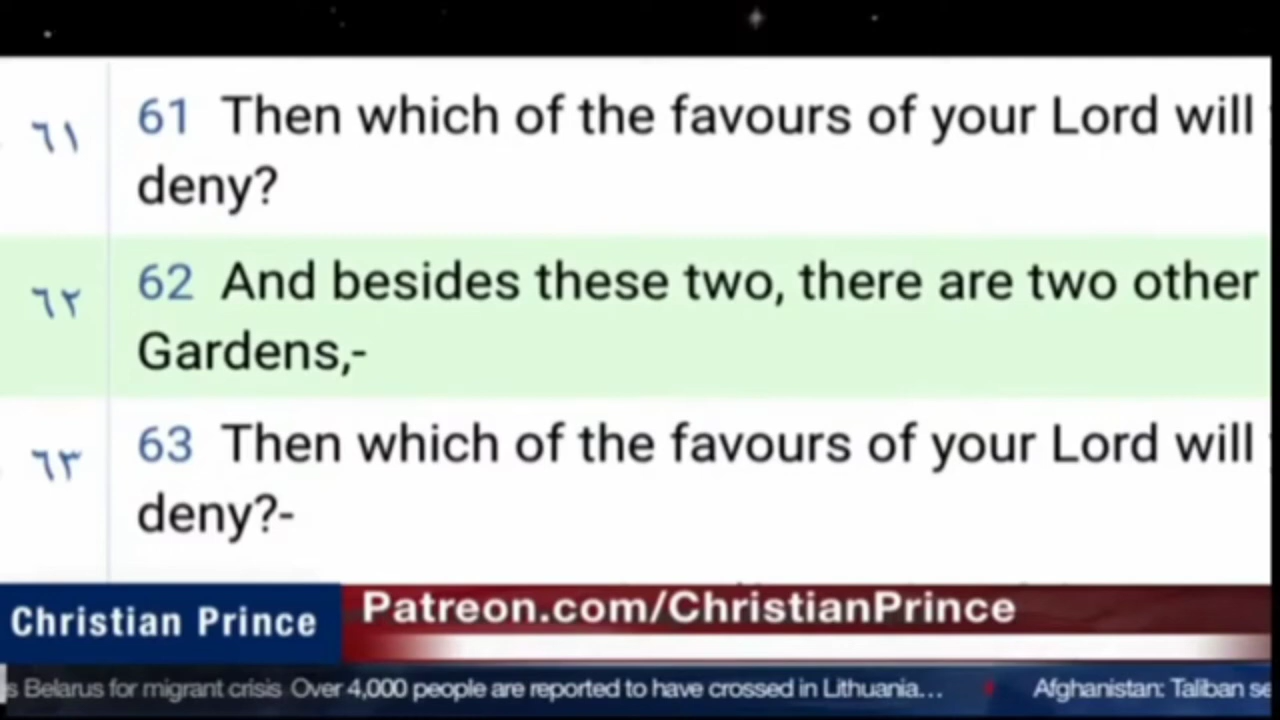 ٦١ 61 Then which of the favours of your Lord will
deny?
٦٢ 62 And besides these two, there are two other
Gardens,-
٦٣ 63 Then which of the favours of your Lord will
deny?-
Christian Prince
Patreon.com/ChristianPrince
s Belarus for migrant crisis Over 4,000 people are reported to have crossed in Lithuania... Afghanistan: Taliban se